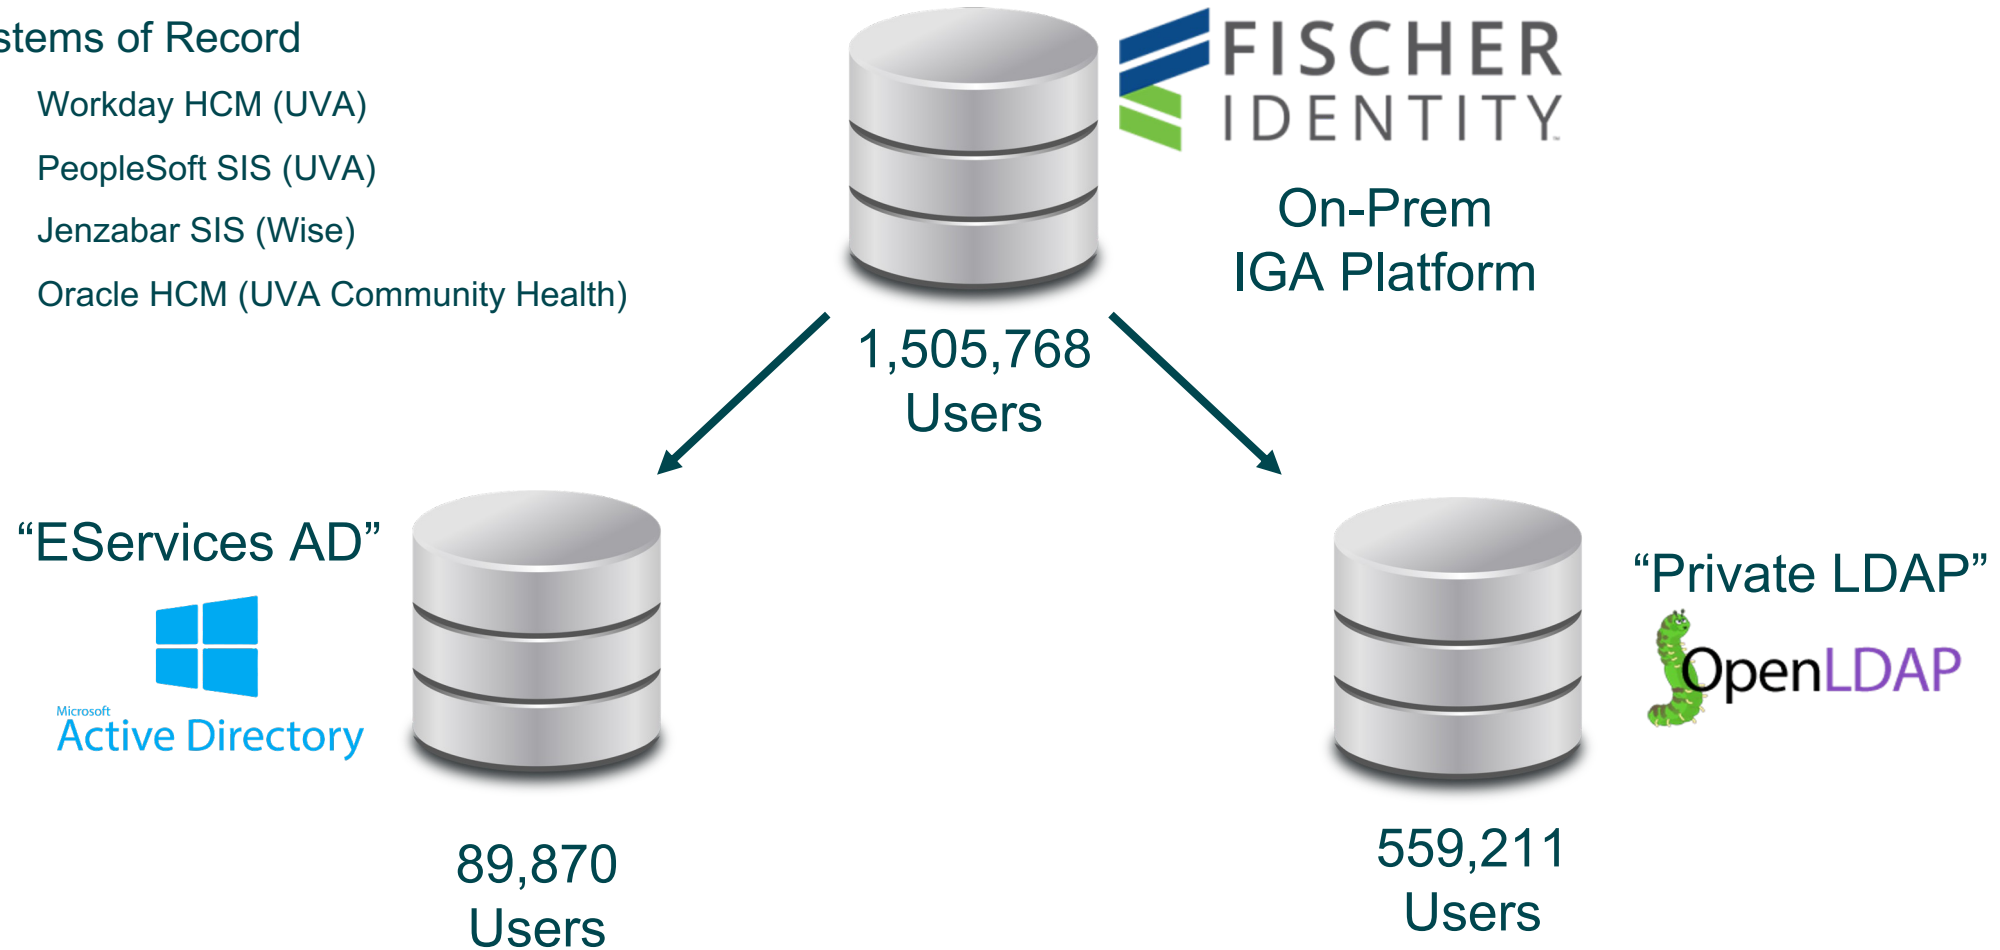 stems of Record
Workday HCM (UVA)
PeopleSoft SIS (UVA)
Jenzabar SIS (Wise)
Oracle HCM (UVA Community Health)
FISCHER
IDENTITY
On-Prem
IGA Platform
1,505,768
Users
“EServices AD”
Microsoft
Active Directory
89,870
Users
“Private LDAP”
OpenLDAP
559,211
Users